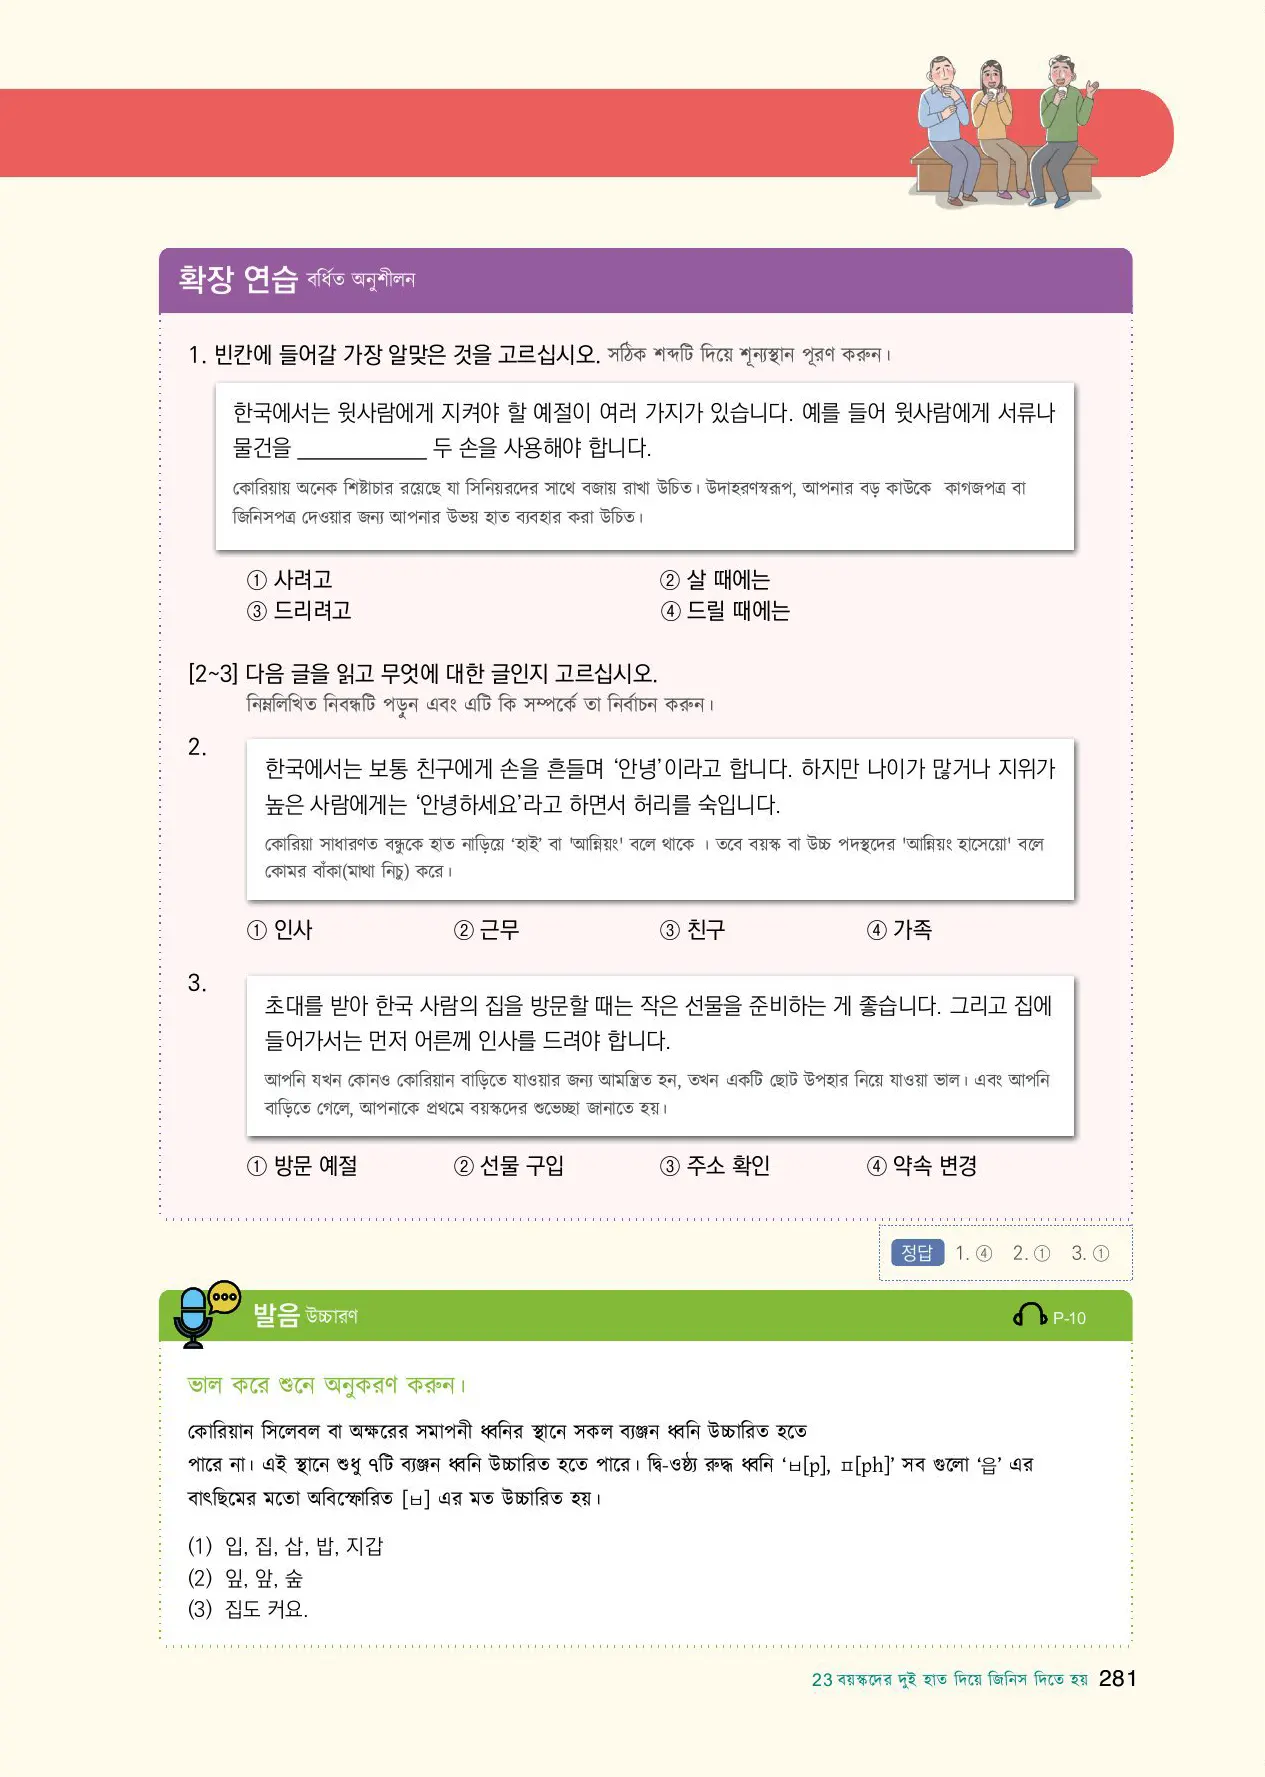 확장 연습 বর্ধিত অনুশীলন
1. 빈칸에 들어갈 가장 알맞은 것을 고르십시오. সঠিক শব্দটি দিয়ে শূন্যস্থান পূরণ করুন।
한국에서는 윗사람에게 지켜야 할 예절이 여러 가지가 있습니다. 예를 들어 윗사람에게 서류나
물건을 ____________ 두 손을 사용해야 합니다.
কোরিয়ায় অনেক শিষ্টাচার রয়েছে যা সিনিয়রদের সাথে বজায় রাখা উচিত। উদাহরণস্বরূপ, আপনার বড় কাউকে কাগজপত্র বা
জিনিসপত্র দেওয়ার জন্য আপনার উভয় হাত ব্যবহার করা উচিত।
① 사려고 ② 살 때에는
③ 드리려고 ④ 드릴 때에는
[2~3] 다음 글을 읽고 무엇에 대한 글인지 고르십시오.
নিম্নলিখিত নিবন্ধটি পড়ুন এবং এটি কি সম্পর্কে তা নির্বাচন করুন।
2.
한국에서는 보통 친구에게 손을 흔들며 ‘안녕’이라고 합니다. 하지만 나이가 많거나 지위가
높은 사람에게는 ‘안녕하세요’라고 하면서 허리를 숙입니다.
কোরিয়া সাধারণত বন্ধুকে হাত নাড়িয়ে ‘হাই’ বা 'আন্নিয়ং' বলে থাকে । তবে বয়স্ক বা উচ্চ পদস্থদের 'আন্নিয়ং হাসেয়ো' বলে
কোমর বাঁকা(মাথা নিচু) করে।
① 인사 ② 근무 ③ 친구 ④ 가족
3.
초대를 받아 한국 사람의 집을 방문할 때는 작은 선물을 준비하는 게 좋습니다. 그리고 집에
들어가서는 먼저 어른께 인사를 드려야 합니다.
আপনি যখন কোনও কোরিয়ান বাড়িতে যাওয়ার জন্য আমন্ত্রিত হন, তখন একটি ছোট উপহার নিয়ে যাওয়া ভাল। এবং আপনি
বাড়িতে গেলে, আপনাকে প্রথমে বয়স্কদের শুভেচ্ছা জানাতে হয়।
① 방문 예절 ② 선물 구입 ③ 주소 확인 ④ 약속 변경
정답 1. ④ 2. ① 3. ①
발음 উচ্চারণ P-10
ভাল করে শুনে অনুকরণ করুন।
কোরিয়ান সিলেবল বা অক্ষরের সমাপনী ধ্বনির স্থানে সকল ব্যঞ্জন ধ্বনি উচ্চারিত হতে
পারে না। এই স্থানে শুধু ৭টি ব্যঞ্জন ধ্বনি উচ্চারিত হতে পারে। দ্বি-ওষ্ঠ্য রুদ্ধ ধ্বনি ‘ㅂ[p], ㅍ[ph]’ সব গুলো ‘읍’ এর
বাৎছিমের মতো অবিস্ফোরিত [ㅂ] এর মত উচ্চারিত হয়।
(1) 입, 집, 삽, 밥, 지갑
(2) 잎, 앞, 숲
(3) 집도 커요.
23 বয়স্কদের দুই হাত দিয়ে জিনিস দিতে হয় 281